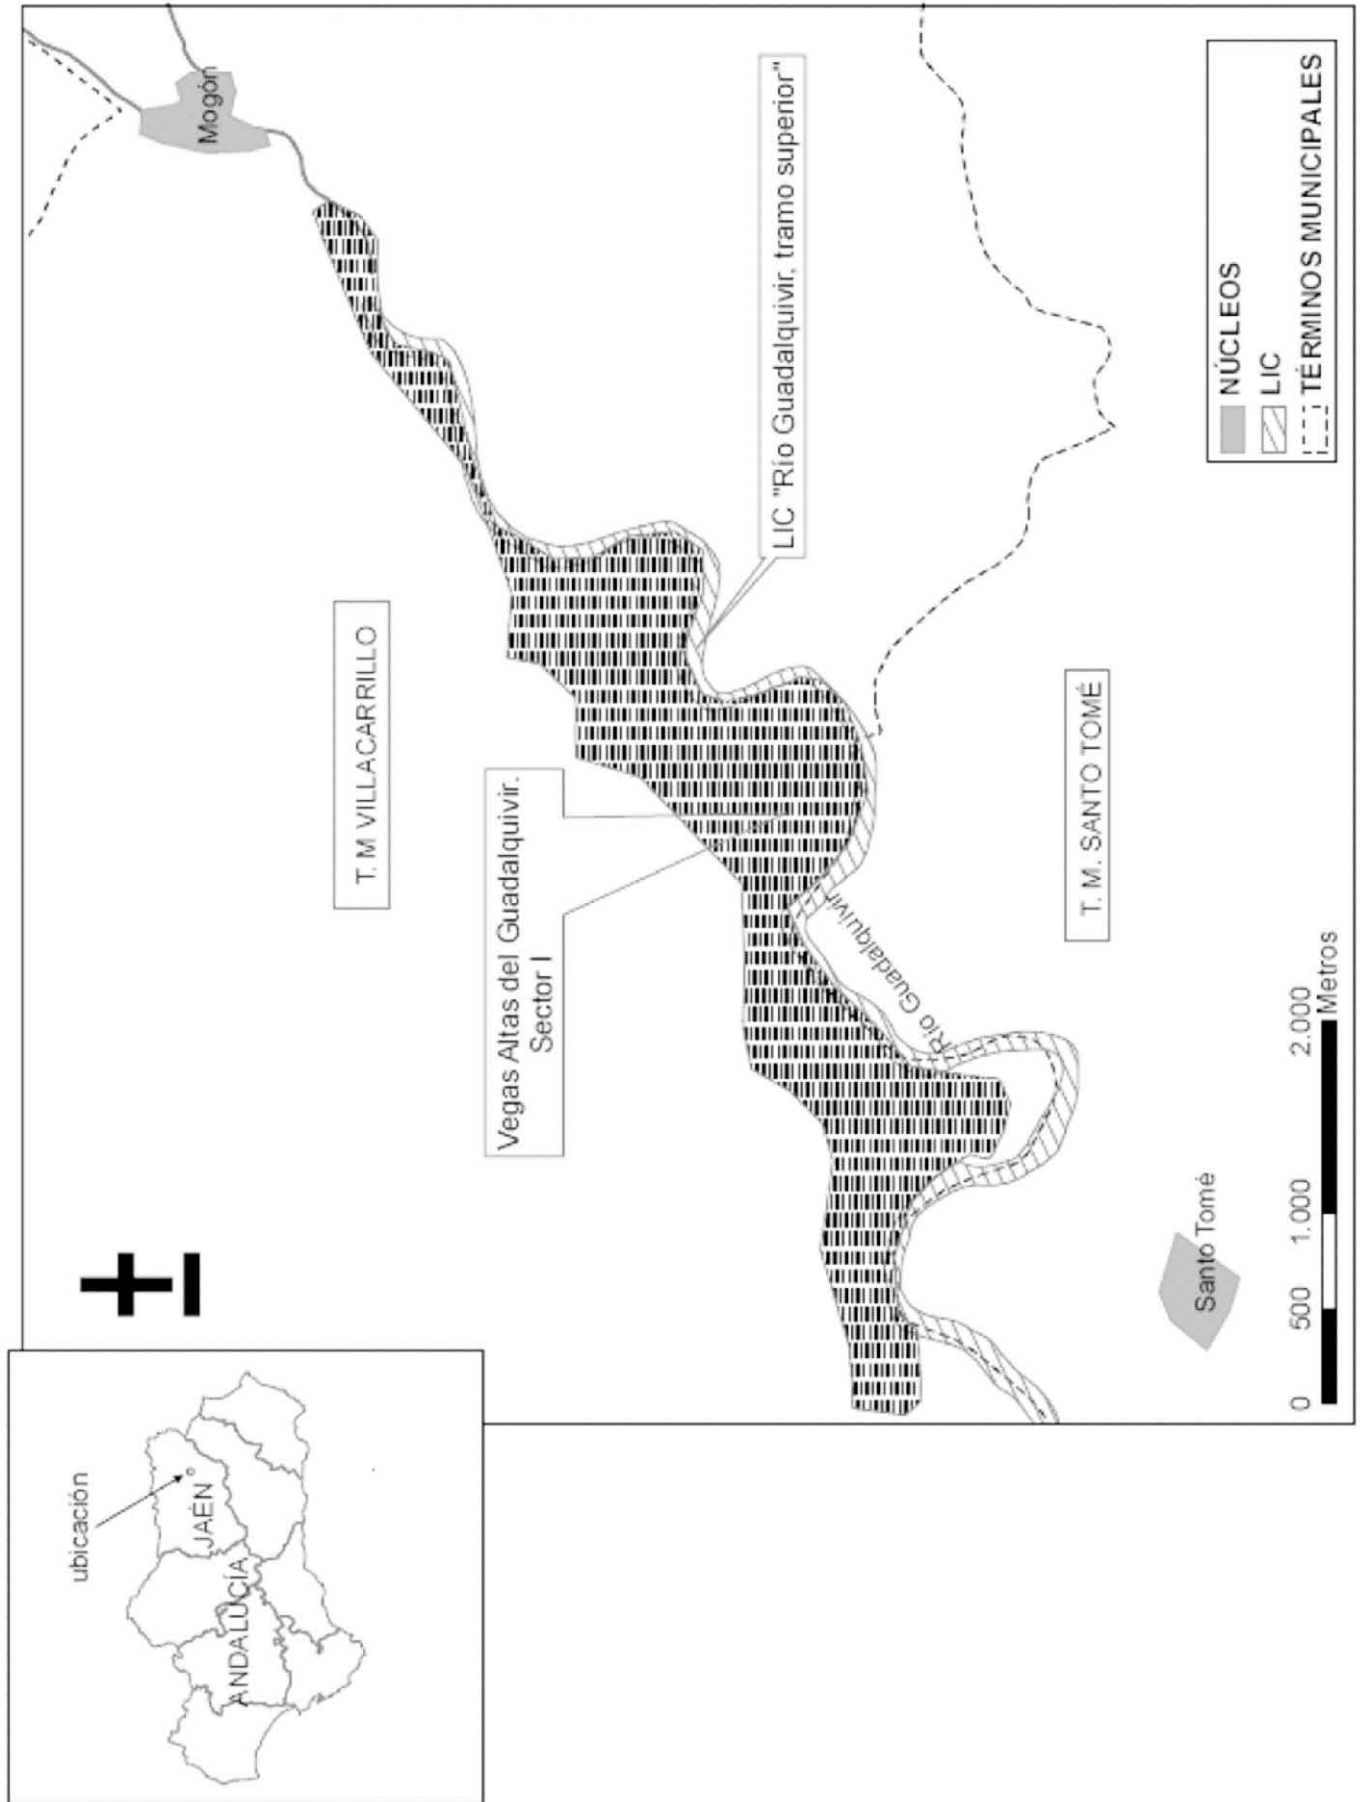 ubicación
JAÉN
ANDALUCÍA
Mogón
T. M VILLACARRILLO
Vegas Altas del Guadalquivir.
Sector I
LIC "Río Guadalquivir, tramo superior"
Río Guadalquivir
T. M. SANTO TOMÉ
Santo Tomé
NÚCLEOS
LIC
TÉRMINOS MUNICIPALES
0 500 1.000 2.000
Metros